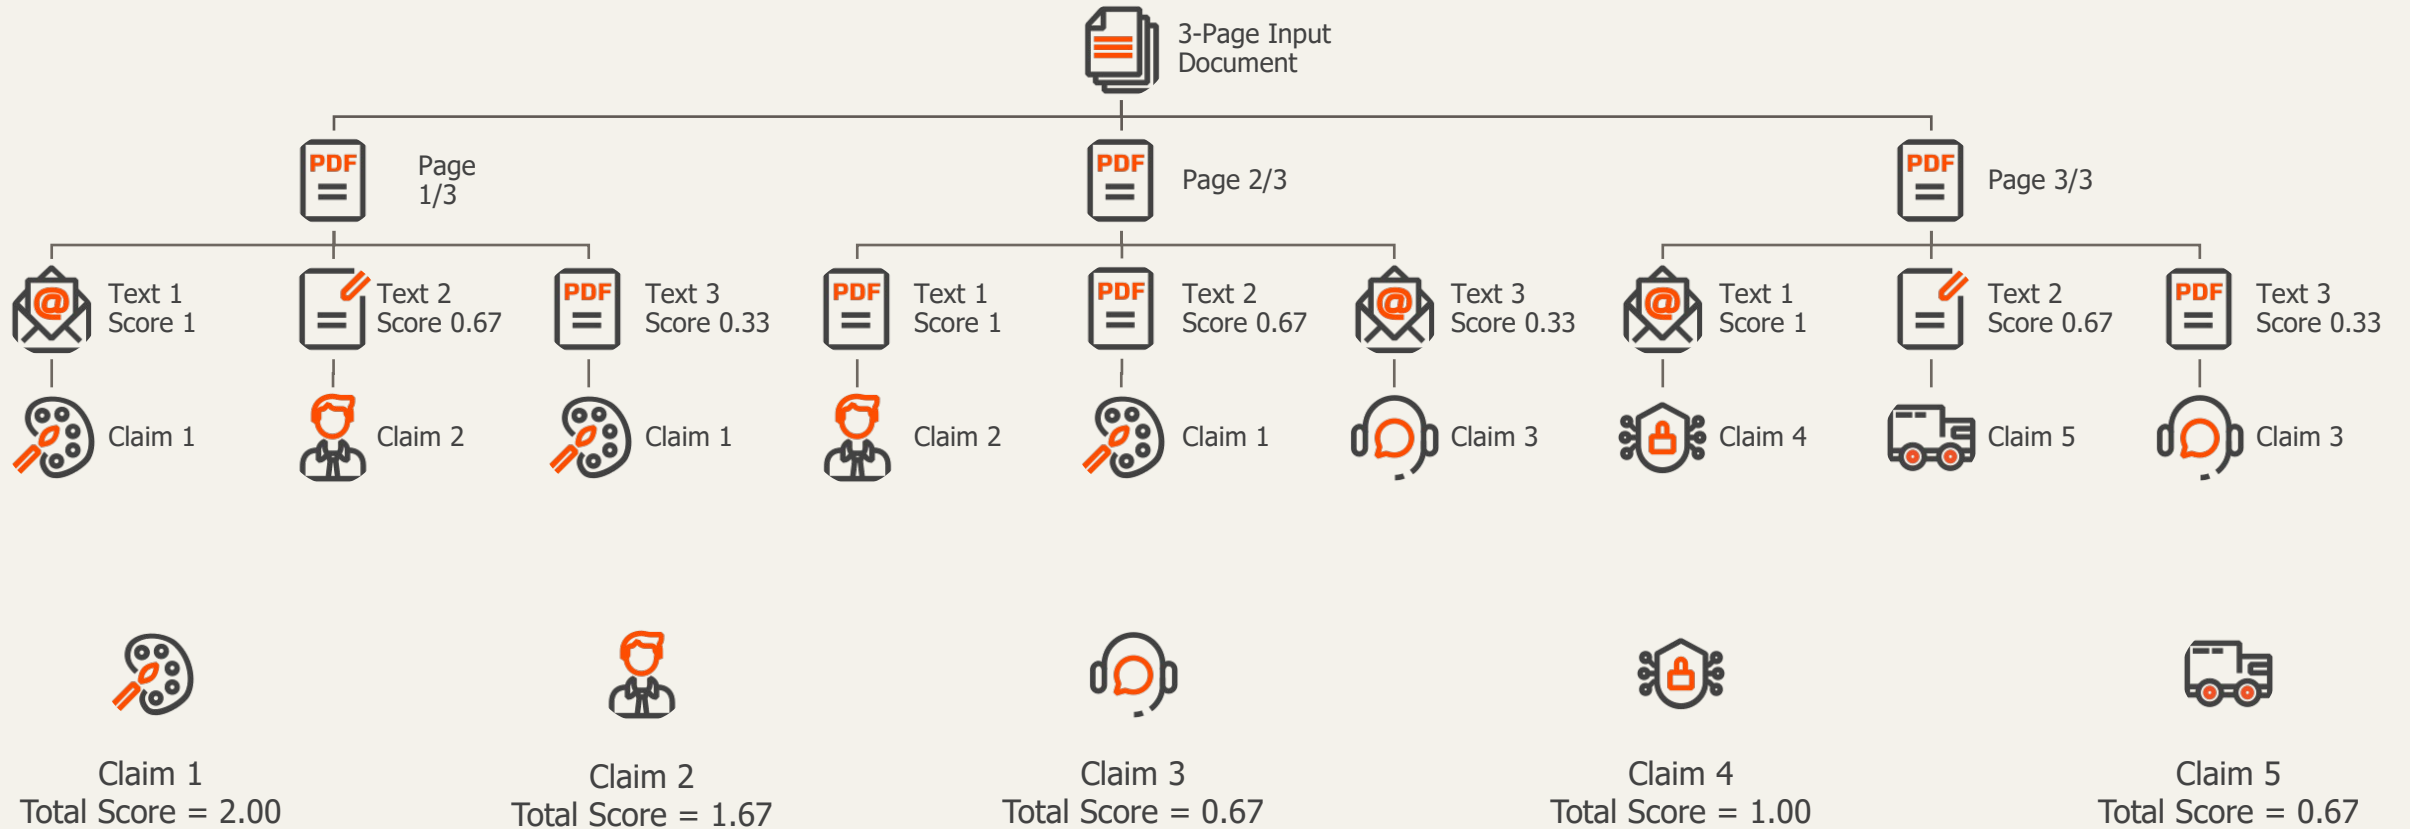 3-Page Input
Document
PDF
Page
1/3
PDF
Page 2/3
PDF
Page 3/3
@
Text 1
Score 1
Text 2
Score 0.67
PDF
Text 3
Score 0.33
PDF
Text 1
Score 1
PDF
Text 2
Score 0.67
@
Text 3
Score 0.33
@
Text 1
Score 1
Text 2
Score 0.67
PDF
Text 3
Score 0.33
Claim 1
Claim 2
Claim 1
Claim 2
Claim 1
Claim 3
Claim 4
Claim 5
Claim 3
Claim 1
Total Score = 2.00
Claim 2
Total Score = 1.67
Claim 3
Total Score = 0.67
Claim 4
Total Score = 1.00
Claim 5
Total Score = 0.67